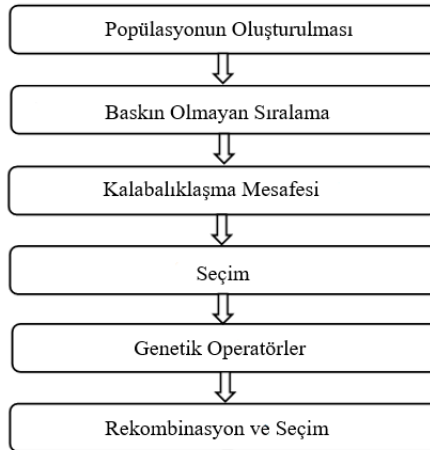 Popülasyonun Oluşturulması
Baskın Olmayan Sıralama
Kalabalıklaşma Mesafesi
Seçim
Genetik Operatörler
Rekombinasyon ve Seçim